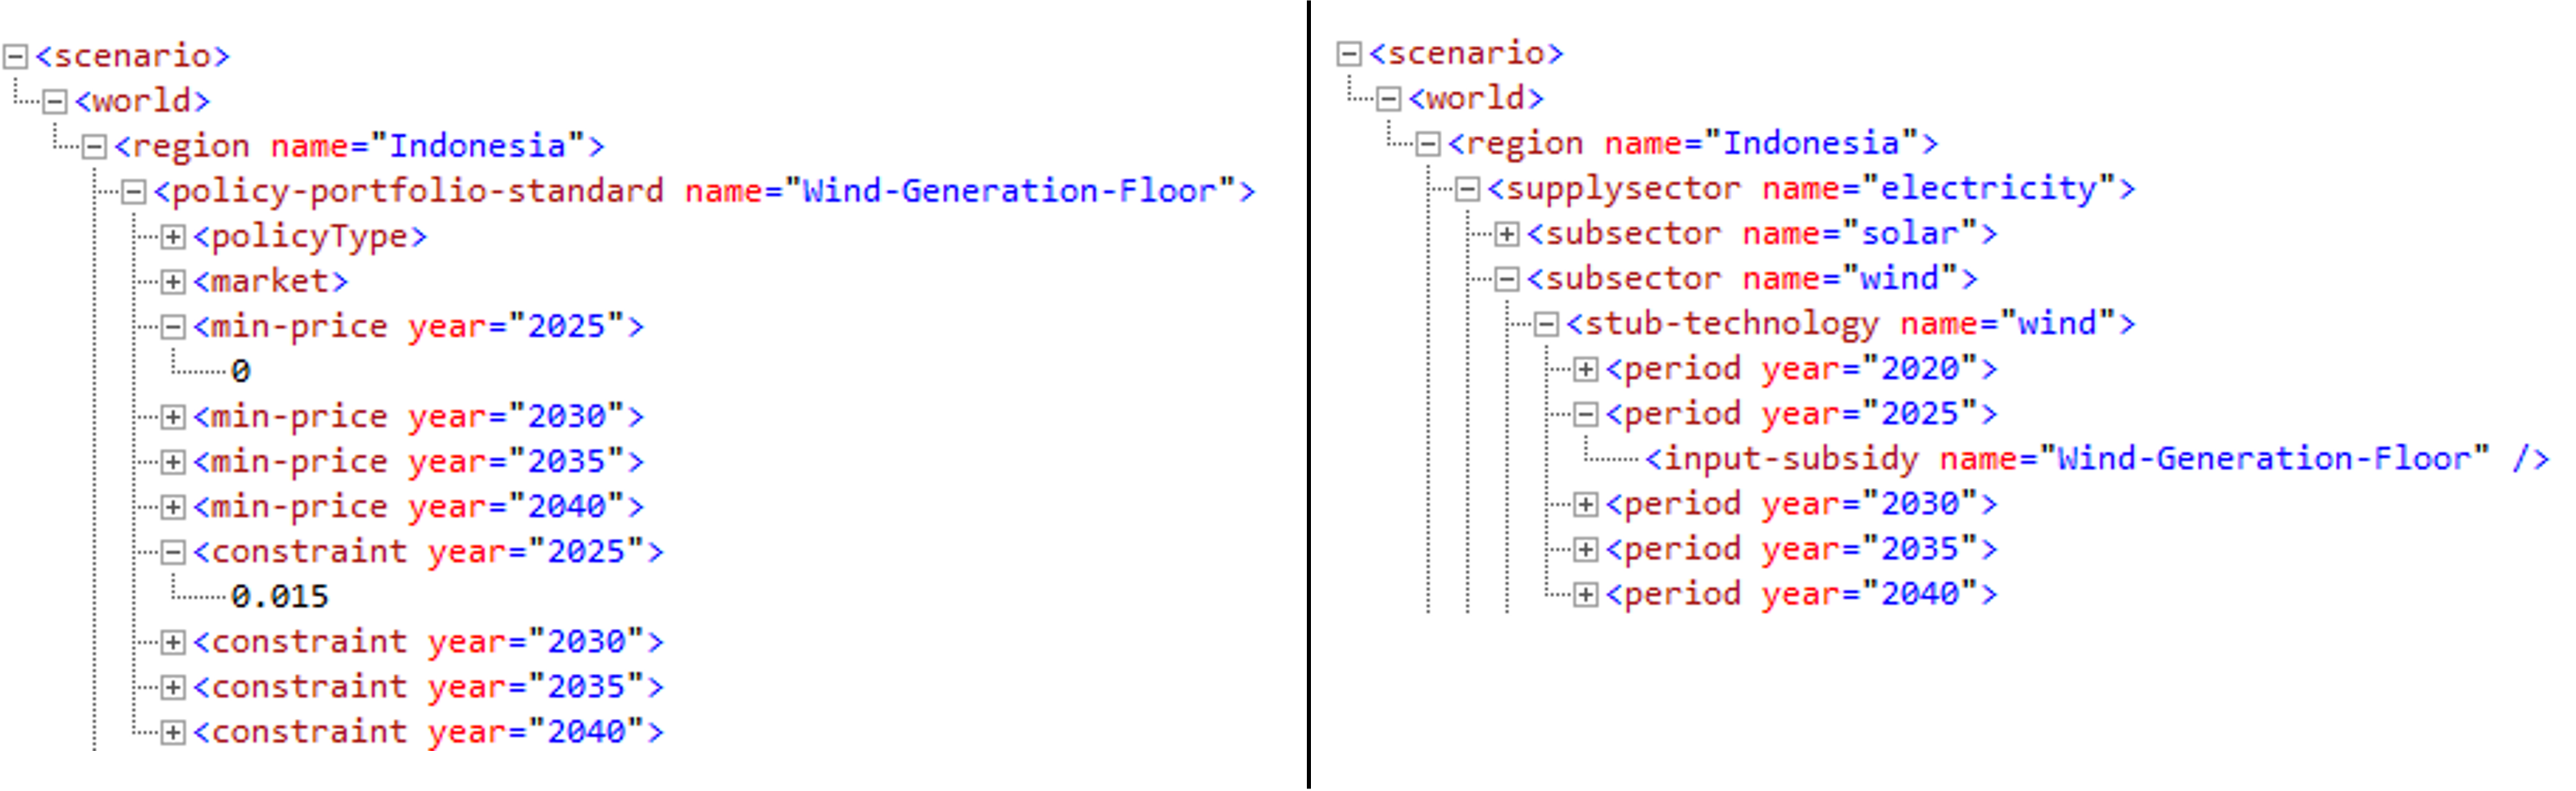 <scenario>
<world>
<region name="Indonesia">
<policy-portfolio-standard name="Wind-Generation-Floor">
<policyType>
<market>
<min-price year="2025">
0
<min-price year="2030">
<min-price year="2035">
<min-price year="2040">
<constraint year="2025">
0.015
<constraint year="2030">
<constraint year="2035">
<constraint year="2040">
<scenario>
<world>
<region name="Indonesia">
<supplysector name="electricity">
<subsector name="solar">
<subsector name="wind">
<stub-technology name="wind">
<period year="2020">
<period year="2025">
<input-subsidy name="Wind-Generation-Floor" />
<period year="2030">
<period year="2035">
<period year="2040">